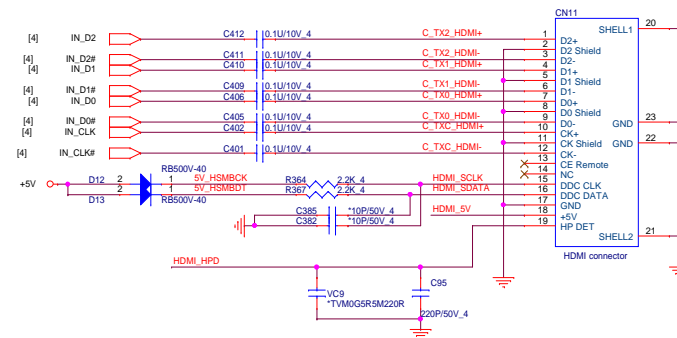 CN11
[4] IN_D2 C412 0.1U/10V_4 C_TX2_HDMI+ 1 D2+ SHELL1 20
2 D2 Shield
[4] IN_D2# C411 0.1U/10V_4 C_TX2_HDMI- 3 D2-
[4] IN_D1 C410 0.1U/10V_4 C_TX1_HDMI+ 4 D1+
5 D1 Shield
[4] IN_D1# C409 0.1U/10V_4 C_TX1_HDMI- 6 D1-
[4] IN_D0 C406 0.1U/10V_4 C_TX0_HDMI+ 7 D0+
8 D0 Shield
[4] IN_D0# C405 0.1U/10V_4 C_TX0_HDMI- 9 D0- GND 23
[4] IN_CLK C402 0.1U/10V_4 C_TXC_HDMI+ 10 CK+
11 CK Shield GND 22
[4] IN_CLK# C401 0.1U/10V_4 C_TXC_HDMI- 12 CK-
13 CE Remote
RB500V-40 14 NC
+5V D12 2 1 5V_HSMBCK R364 2.2K_4 HDMI_SCLK 15 DDC CLK
2 1 5V_HSMBDT R367 2.2K_4 HDMI_SDATA 16 DDC DATA
D13 RB500V-40 17 GND
C385 *10P/50V_4 HDMI_5V 18 +5V
C382 *10P/50V_4 19 HP DET
SHELL2 21
HDMI connector
HDMI_HPD
VC9 C95
*TVM0G5R5M220R
220P/50V_4